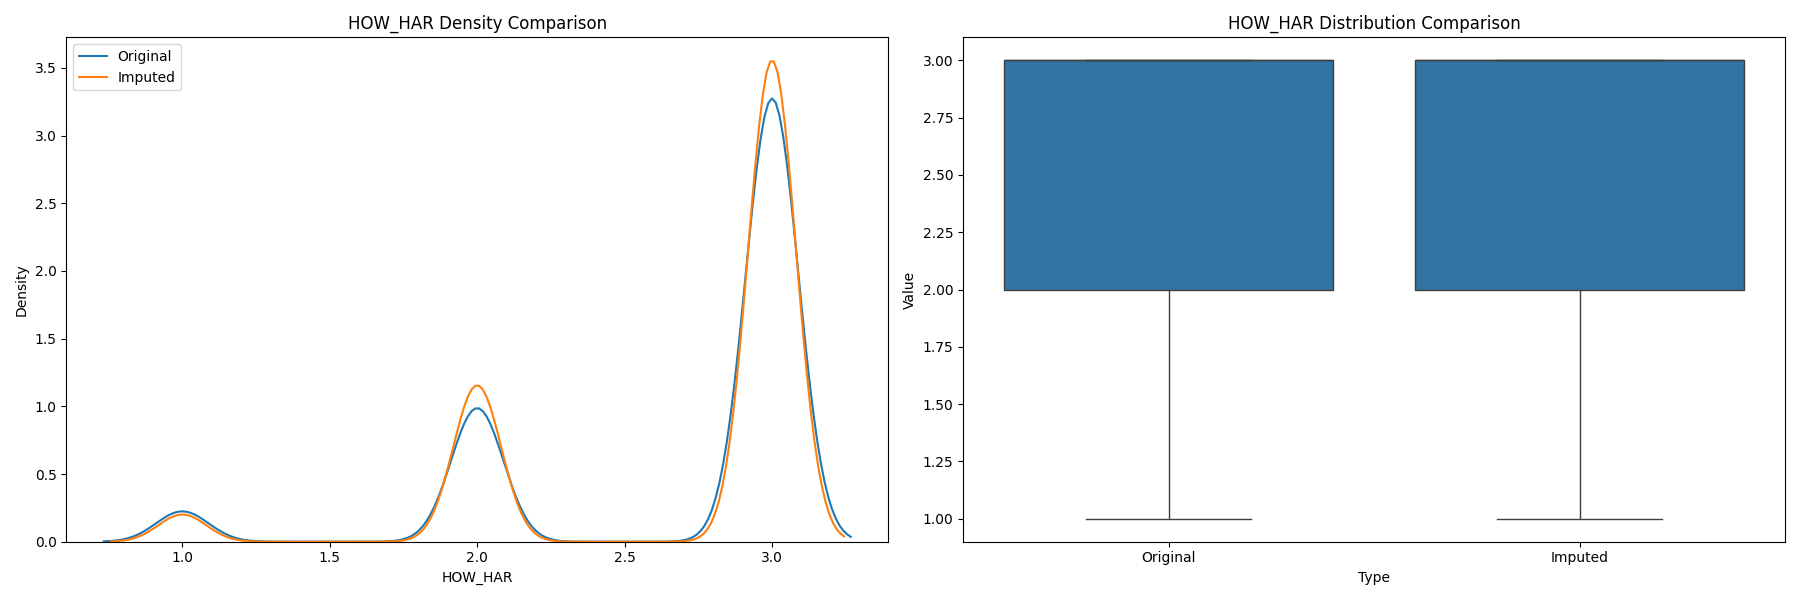 HOW_HAR Density Comparison
Original
Imputed
3.5
3.0
2.5
2.0
1.5
1.0
0.5
0.0
Density
1.0 1.5 2.0 2.5 3.0
HOW_HAR
HOW_HAR Distribution Comparison
3.00
2.75
2.50
2.25
2.00
1.75
1.50
1.25
1.00
Value
Original Imputed
Type